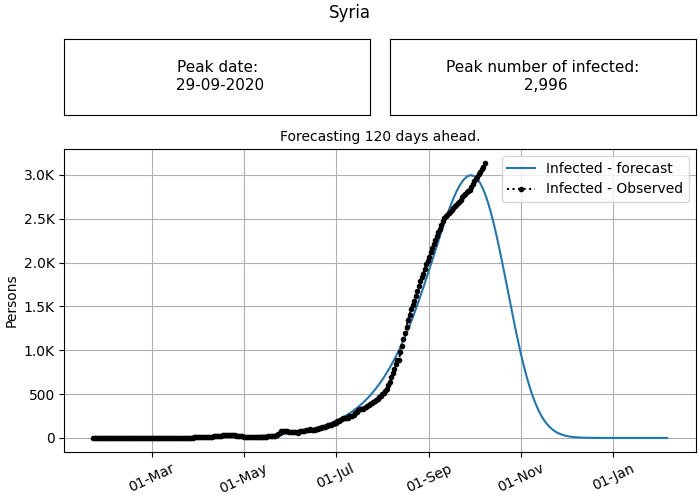 Syria
Peak date:
29-09-2020
Peak number of infected:
2,996
Forecasting 120 days ahead.
Infected - forecast
Infected - Observed
Persons
3.0K
2.5K
2.0K
1.5K
1.0K
500
0
01-Mar
01-May
01-Jul
01-Sep
01-Nov
01-Jan